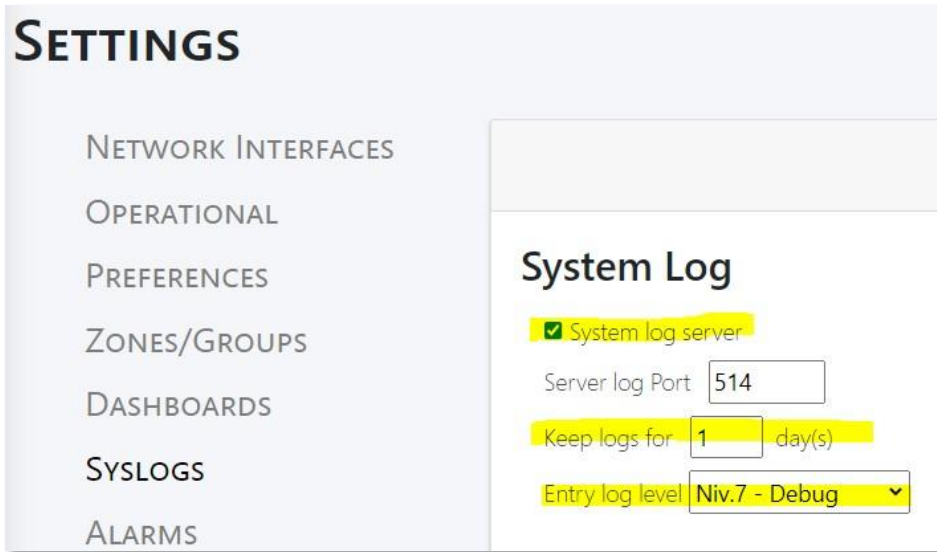 SETTINGS
NETWORK INTERFACES
OPERATIONAL
PREFERENCES
ZONES/GROUPS
DASHBOARDS
SYSLOGS
ALARMS
System Log
System log server
Server log Port 514
Keep logs for 1 day(s)
Entry log level Niv.7 - Debug